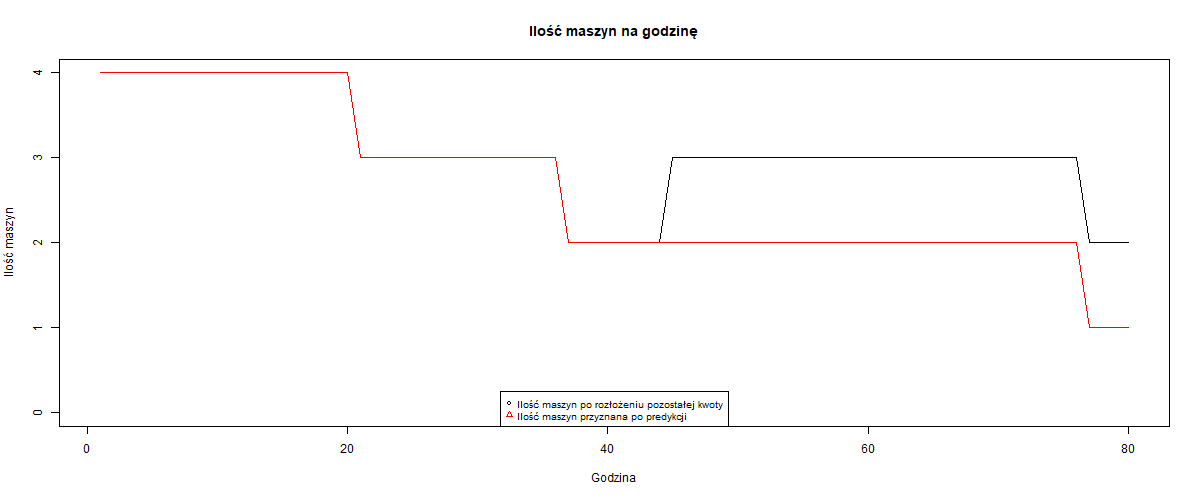 Ilość maszyn na godzinę
Ilość maszyn
4
3
2
1
0
Ilość maszyn po rozłożeniu pozostałej kwoty
Ilość maszyn przyznana po predykcji
0 20 40 60 80
Godzina